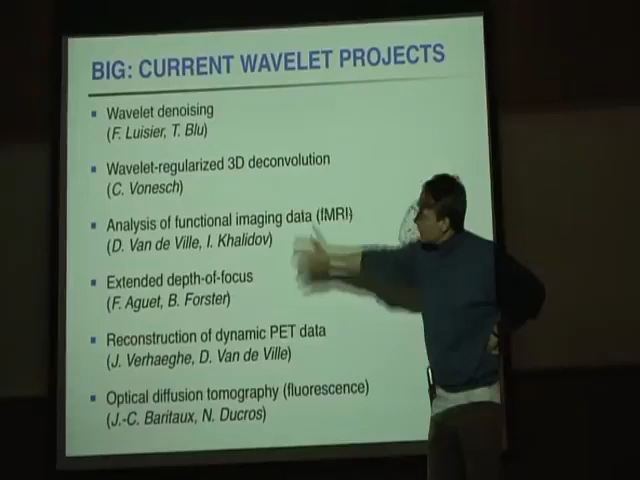 BIG: CURRENT WAVELET PROJECTS
Wavelet denoising
(F. Luisier, T. Blu)
Wavelet-regularized 3D deconvolution
(C. Vonesch)
Analysis of functional imaging data (fMRI)
(D. Van de Ville, I. Khalidov)
Extended depth-of-focus
(F. Aguet, B. Forster)
Reconstruction of dynamic PET data
(J. Verhaeghe, D. Van de Ville)
Optical diffusion tomography (fluorescence)
(J.-C. Baritaux, N. Ducros)